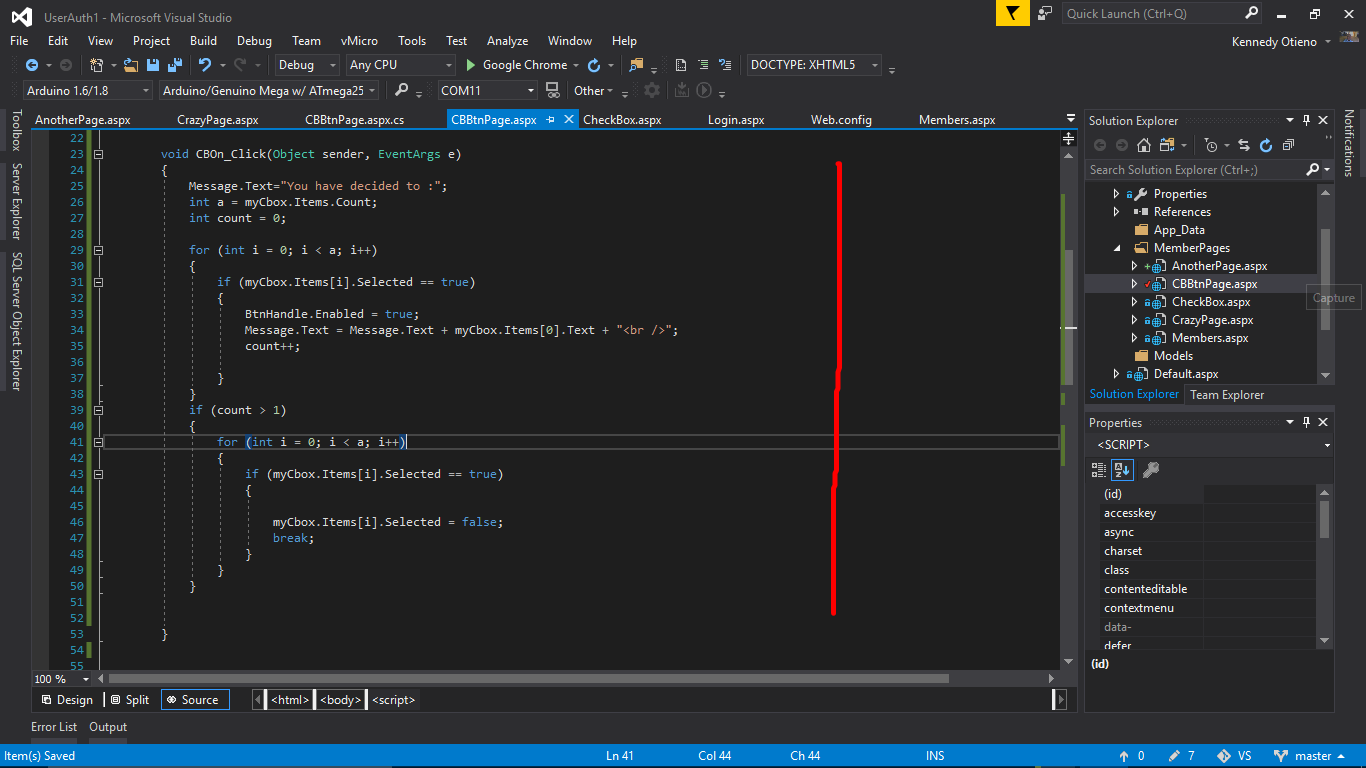 UserAuth1 - Microsoft Visual Studio
Quick Launch (Ctrl+Q)
File Edit View Project Build Debug Team vMicro Tools Test Analyze Window Help
Kennedy Otieno
Debug Any CPU Google Chrome DOCTYPE: XHTML5
Arduino 1.6/1.8 Arduino/Genuino Mega w/ ATmega25 COM11 Other
Toolbox
Server Explorer
SQL Server Object Explorer
AnotherPage.aspx CrazyPage.aspx CBBtnPage.aspx.cs CBBtnPage.aspx CheckBox.aspx Login.aspx Web.config Members.aspx
22
23 void CBOn_Click(Object sender, EventArgs e)
24 {
25 Message.Text="You have decided to :";
26 int a = myCbox.Items.Count;
27 int count = 0;
28
29 for (int i = 0; i < a; i++)
30 {
31 if (myCbox.Items[i].Selected == true)
32 {
33 BtnHandle.Enabled = true;
34 Message.Text = Message.Text + myCbox.Items[0].Text + "<br />";
35 count++;
36
37 }
38 }
39 if (count > 1)
40 {
41 for (int i = 0; i < a; i++)
42 {
43 if (myCbox.Items[i].Selected == true)
44 {
45
46 myCbox.Items[i].Selected = false;
47 break;
48 }
49 }
50 }
51
52
53 }
54
55
100 %
Design Split Source <html> <body> <script>
Error List Output
Item(s) Saved Ln 41 Col 44 Ch 44 INS 0 7 VS master
Solution Explorer
Search Solution Explorer (Ctrl+;)
Properties
References
App_Data
MemberPages
AnotherPage.aspx
CBBtnPage.aspx
CheckBox.aspx
CrazyPage.aspx
Members.aspx
Models
Default.aspx
Capture
Solution Explorer Team Explorer
Properties
<SCRIPT>
(id)
accesskey
async
charset
class
contenteditable
contextmenu
data-
defer
(id)
Notifications